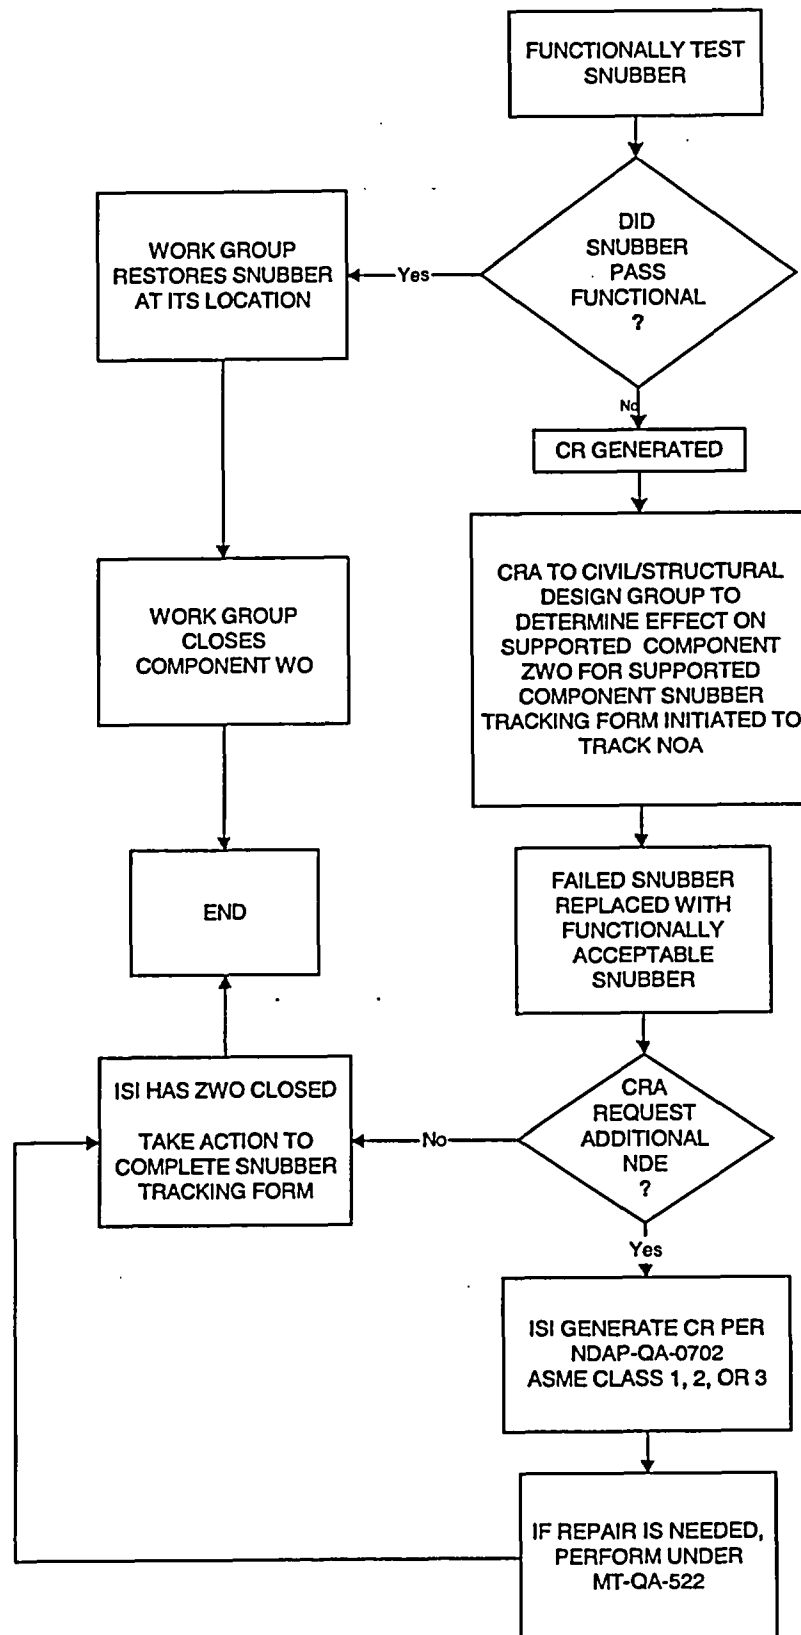 FUNCTIONALLY TEST
SNUBBER
DID
SNUBBER
PASS
FUNCTIONAL
?
Yes
WORK GROUP
RESTORES SNUBBER
AT ITS LOCATION
No
CR GENERATED
CRA TO CIVIL/STRUCTURAL
DESIGN GROUP TO
DETERMINE EFFECT ON
SUPPORTED COMPONENT
ZWO FOR SUPPORTED
COMPONENT SNUBBER
TRACKING FORM INITIATED TO
TRACK NOA
WORK GROUP
CLOSES
COMPONENT WO
END
FAILED SNUBBER
REPLACED WITH
FUNCTIONALLY
ACCEPTABLE
SNUBBER
CRA
REQUEST
ADDITIONAL
NDE
?
No
ISI HAS ZWO CLOSED
TAKE ACTION TO
COMPLETE SNUBBER
TRACKING FORM
Yes
ISI GENERATE CR PER
NDAP-QA-0702
ASME CLASS 1, 2, OR 3
IF REPAIR IS NEEDED,
PERFORM UNDER
MT-QA-522